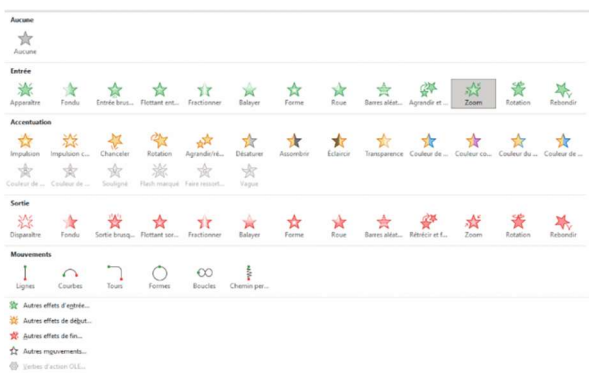 Aucune
Aucune
Entrée
Apparaître Fondu Entrée brus... Flottant ent... Fractionner Balayer Forme Roue Barres aléat... Agrandir et ... Zoom Rotation Rebondir
Accentuation
Impulsion Impulsion c... Chanceler Rotation Agrandir/ré... Désaturer Assombrir Éclaircir Transparence Couleur de ... Couleur co... Couleur du ... Couleur de ...
Couleur de ... Couleur de ... Souligné Flash marqué Faire ressort... Vague
Sortie
Disparaître Fondu Sortie brusq... Flottant sor... Fractionner Balayer Forme Roue Barres aléat... Rétrécir et f... Zoom Rotation Rebondir
Mouvements
Lignes Courbes Tours Formes Boucles Chemin per...
Autres effets d'entrée...
Autres effets de début...
Autres effets de fin...
Autres mouvements...
Verbes d'action OLE...